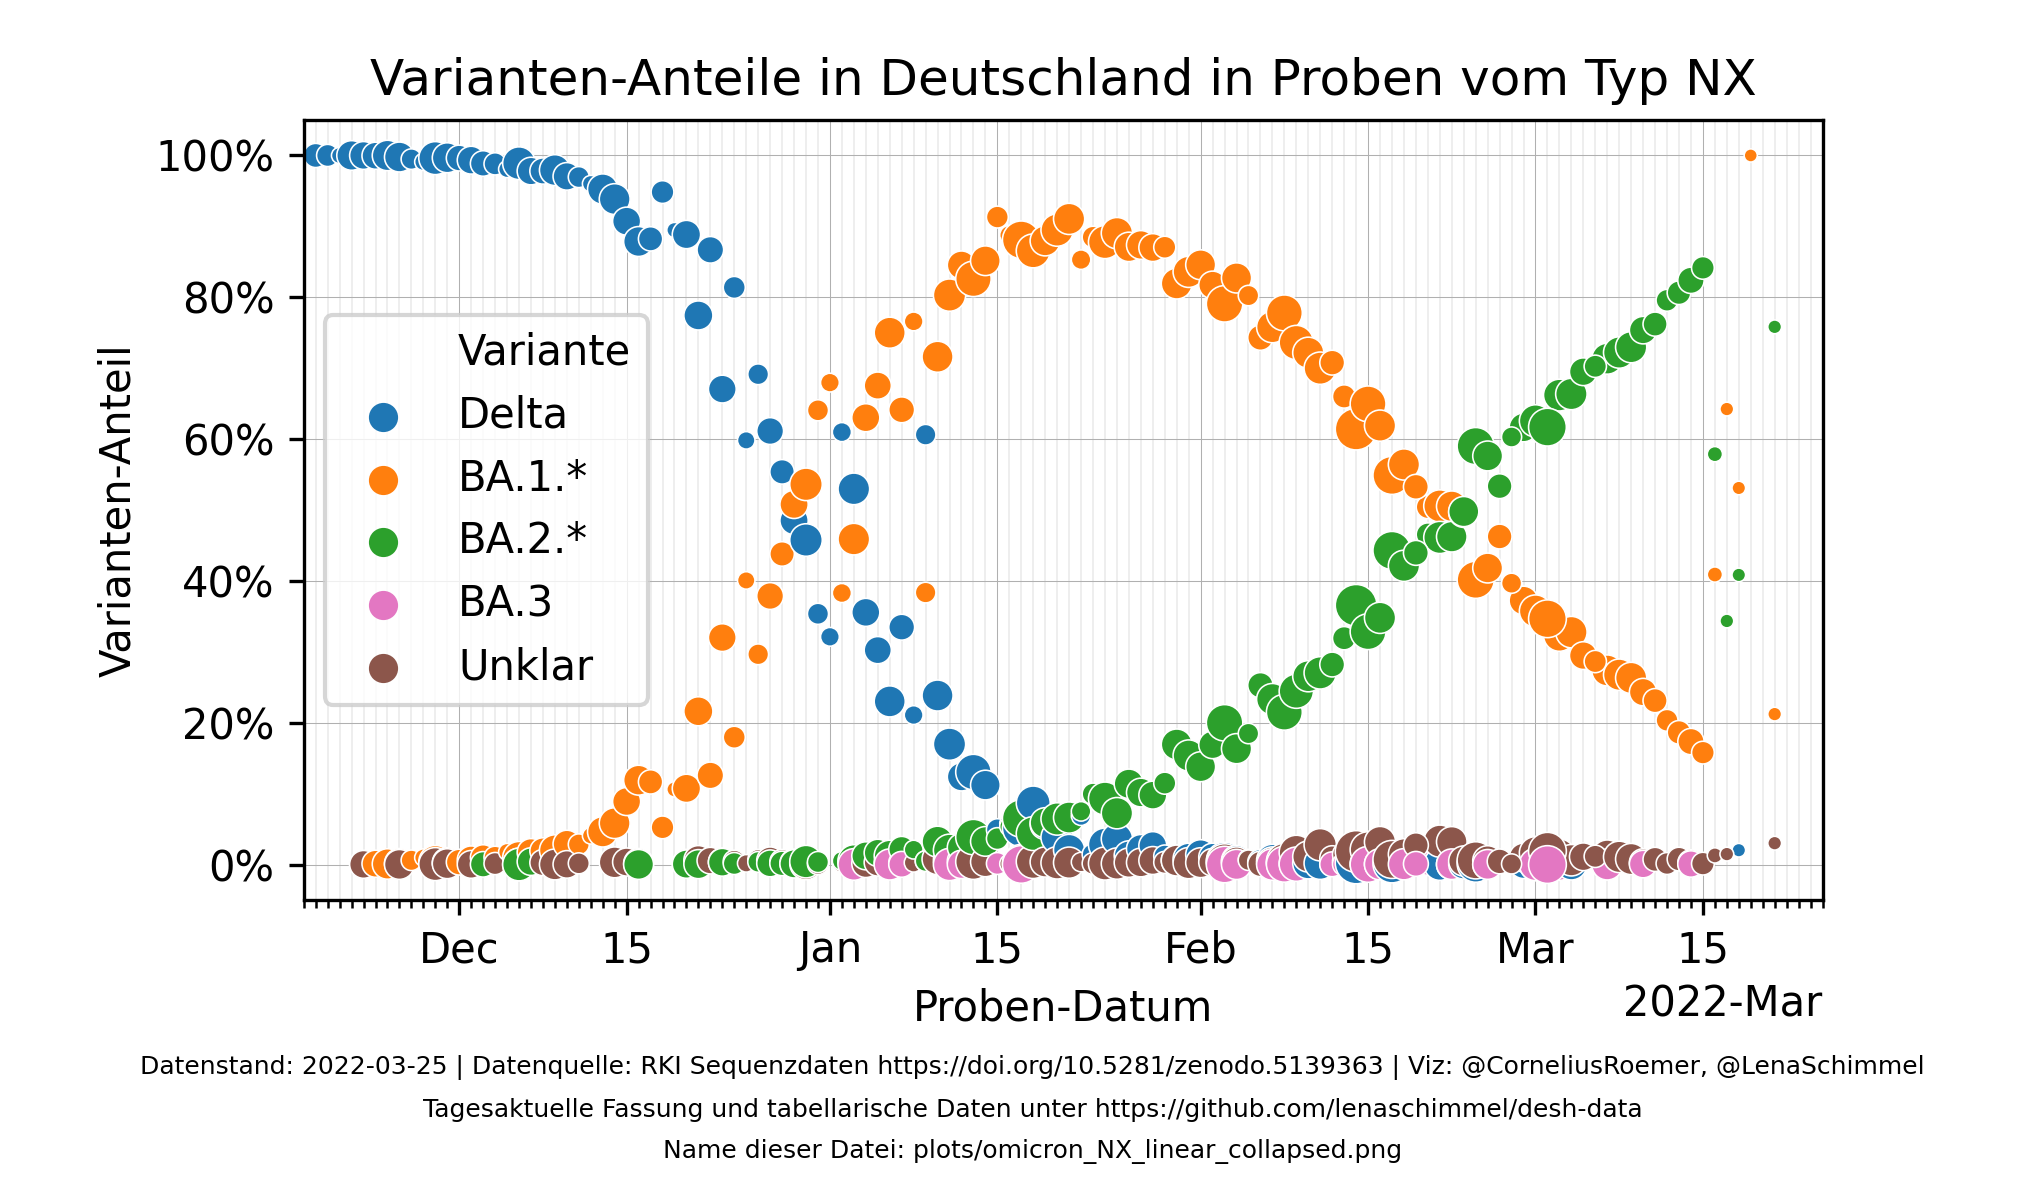 Varianten-Anteile in Deutschland in Proben vom Typ NX
Varianten-Anteil
100%
80%
60%
40%
20%
0%
Variante
Delta
BA.1.*
BA.2.*
BA.3
Unklar
Dec 15 Jan 15 Feb 15 Mar 15
Proben-Datum
2022-Mar
Datenstand: 2022-03-25 | Datenquelle: RKI Sequenzdaten https://doi.org/10.5281/zenodo.5139363 | Viz: @CorneliusRoemer, @LenaSchimmel
Tagesaktuelle Fassung und tabellarische Daten unter https://github.com/lenaschimmel/desh-data
Name dieser Datei: plots/omicron_NX_linear_collapsed.png